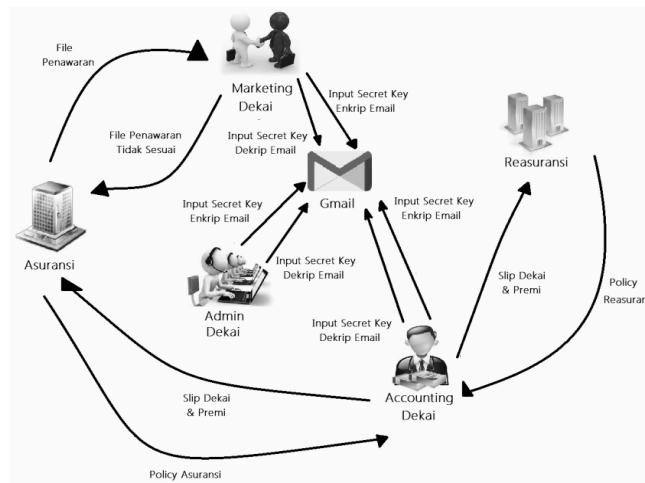 File
Penawaran
Marketing
Dekai
Input Secret Key
Enkrip Email
File Penawaran
Tidak Sesuai
Input Secret Key
Dekrip Email
Reasuransi
Gmail
Input Secret Key
Enkrip Email
Input Secret Key
Enkrip Email
Asuransi
Input Secret Key
Dekrip Email
Slip Dekai
& Premi
Policy
Reasurar
Admin
Dekai
Input Secret Key
Dekrip Email
Slip Dekai
& Premi
Accounting
Dekai
Policy Asuransi